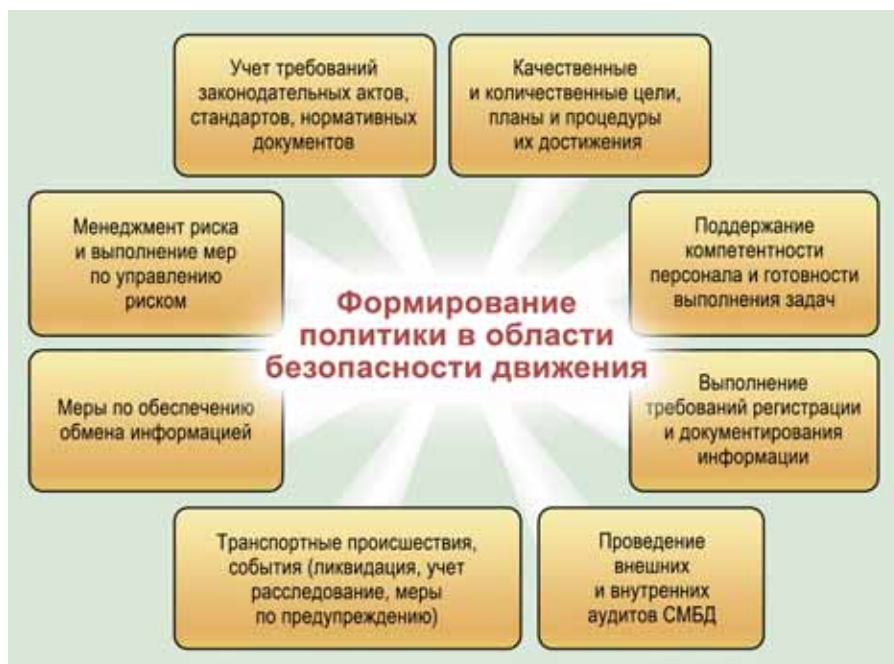 Учет требований
законодательных актов,
стандартов, нормативных
документов
Качественные
и количественные цели,
планы и процедуры
их достижения
Менеджмент риска
и выполнение мер
по управлению
риском
Поддержание
компетентности
персонала и готовности
выполнения задач
Формирование
политики в области
безопасности движения
Меры по обеспечению
обмена информацией
Выполнение
требований регистрации
и документирования
информации
Транспортные происшествия,
события (ликвидация, учет
расследование, меры
по предупреждению)
Проведение
внешних
и внутренних
аудитов СМБД